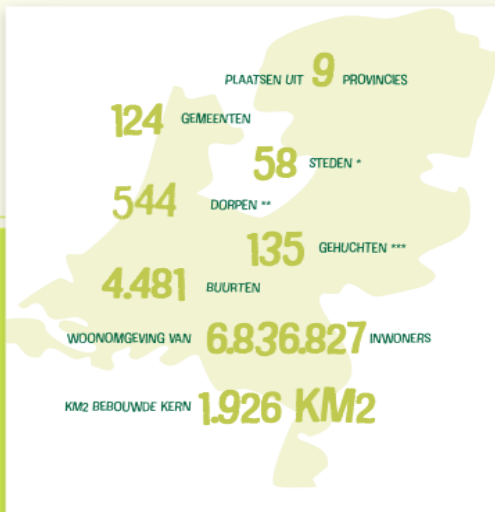 PLAATSEN UIT 9 PROVINCIES
124 GEMEENTEN
58 STEDEN *
544 DORPEN **
135 GEHUCHTEN ***
4.481 BUURTEN
WOONOMGEVING VAN 6.836.827 INWONERS
KM2 BEBOUWDE KERN 1.926 KM2